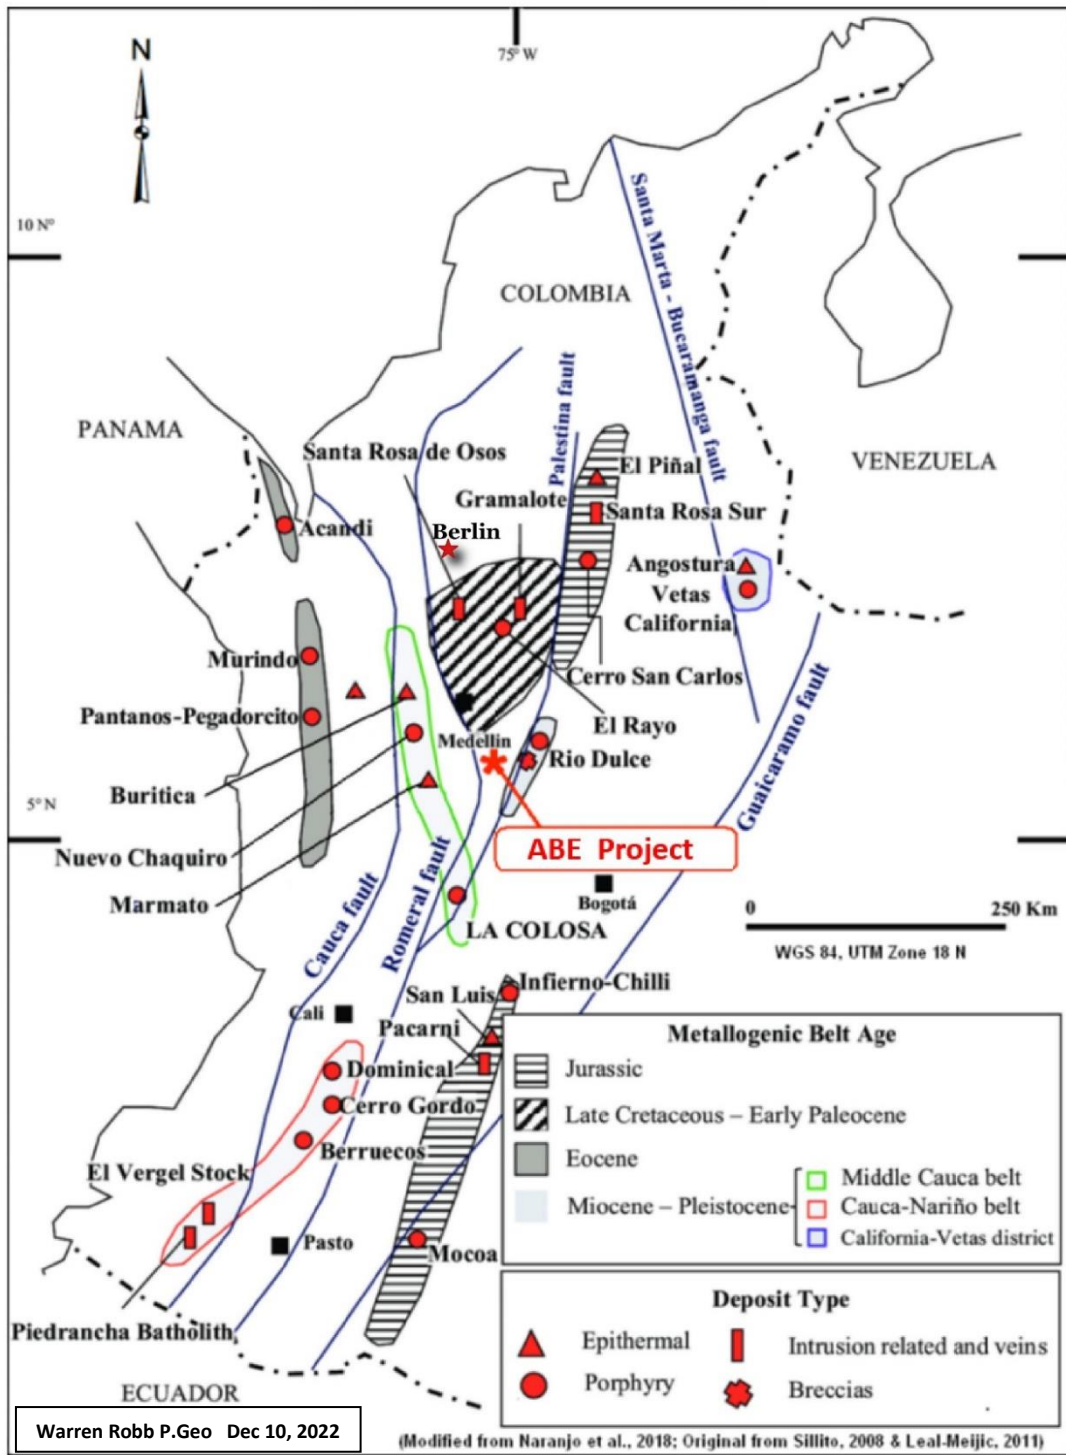 N
75° W
10 N°
Santa Marta - Bucaramanga fault
COLOMBIA
PANAMA
Palestina fault
Santa Rosa de Osos
El Piñal
VENEZUELA
Gramalote
Santa Rosa Sur
Acandi
Berlin
Angostura
Vetas
California
Murindo
Cerro San Carlos
Pantanos-Pegadorcito
El Rayo
Medellin
Rio Dulce
Guaicaramo fault
Buritica
5° N
ABE Project
Nuevo Chaquiro
Romeral fault
Bogotá
Marmato
0
250 Km
Cauca fault
LA COLOSA
WGS 84, UTM Zone 18 N
Infierno-Chilli
San Luis
Cali
Pacarni
Metallogenic Belt Age
Dominical
Jurassic
Cerro Gordo
Late Cretaceous – Early Paleocene
Berruecos
Eocene
El Vergel Stock
Middle Cauca belt
Miocene – Pleistocene
Cauca-Nariño belt
California-Vetas district
Pasto
Mocoa
Deposit Type
Piedrancha Batholith
Epithermal
Intrusion related and veins
Porphyry
Breccias
ECUADOR
Warren Robb P.Geo Dec 10, 2022
(Modified from Naranjo et al., 2018; Original from Sillito, 2008 & Leal-Meijic, 2011)